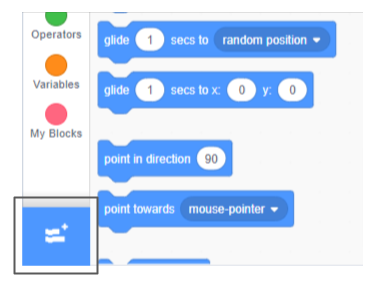 Operators
Variables
My Blocks
glide 1 secs to random position
glide 1 secs to x: 0 y: 0
point in direction 90
point towards mouse-pointer